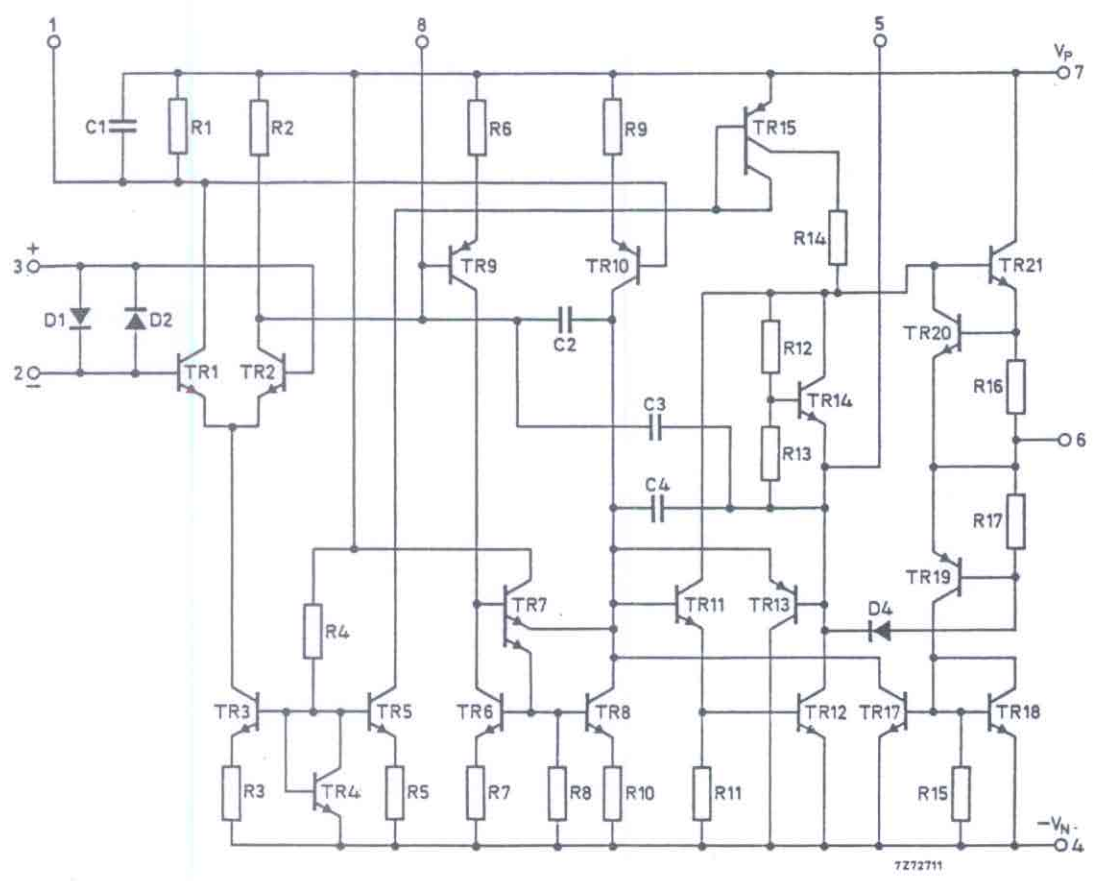 1
8
5
V_P
7
C1
R1
R2
R6
R9
TR15
R14
+
3
D1
D2
2
−
TR1
TR2
TR9
TR10
C2
TR21
TR20
R12
TR14
R16
C3
R13
6
C4
R17
TR19
R4
TR7
TR11
TR13
D4
TR3
TR5
TR6
TR8
TR12
TR17
TR18
R3
TR4
R5
R7
R8
R10
R11
R15
−V_N
4
7Z72711